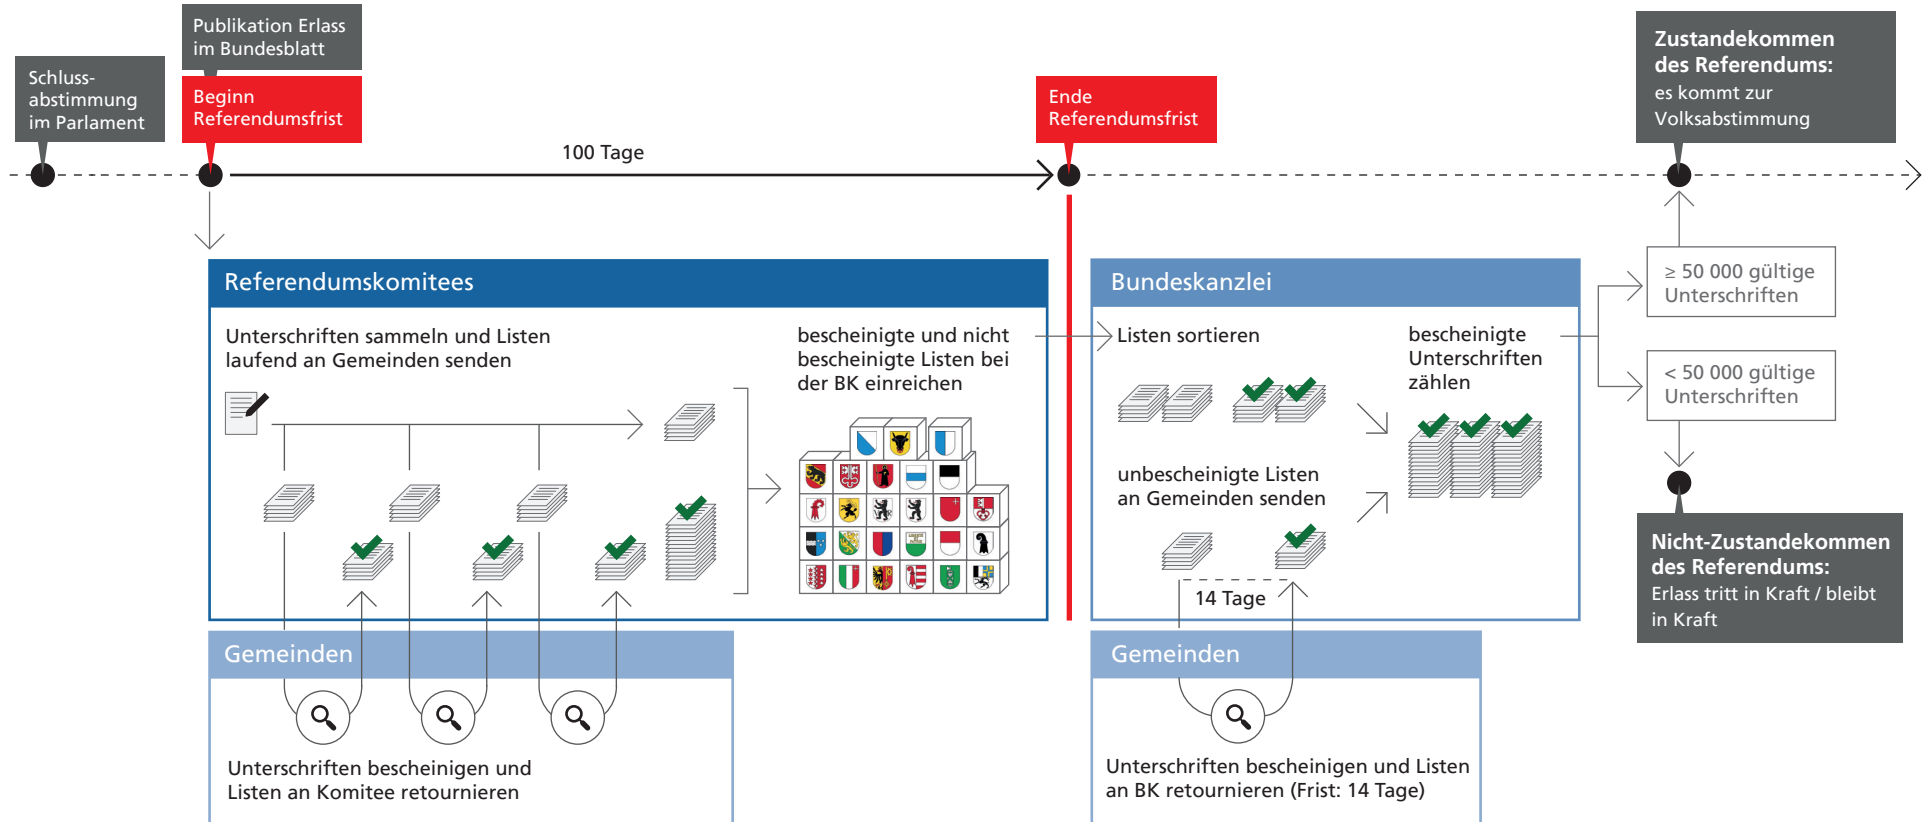 Publikation Erlass
im Bundesblatt
Schluss-
abstimmung
im Parlament
Beginn
Referendumsfrist
100 Tage
Ende
Referendumsfrist
Zustandekommen
des Referendums:
es kommt zur
Volksabstimmung
Referendumskomitees
Unterschriften sammeln und Listen
laufend an Gemeinden senden
bescheinigte und nicht
bescheinigte Listen bei
der BK einreichen
Gemeinden
Unterschriften bescheinigen und
Listen an Komitee retournieren
Bundeskanzlei
Listen sortieren
unbescheinigte Listen
an Gemeinden senden
14 Tage
bescheinigte
Unterschriften
zählen
Gemeinden
Unterschriften bescheinigen und Listen
an BK retournieren (Frist: 14 Tage)
≥ 50 000 gültige
Unterschriften
< 50 000 gültige
Unterschriften
Nicht-Zustandekommen
des Referendums:
Erlass tritt in Kraft / bleibt
in Kraft